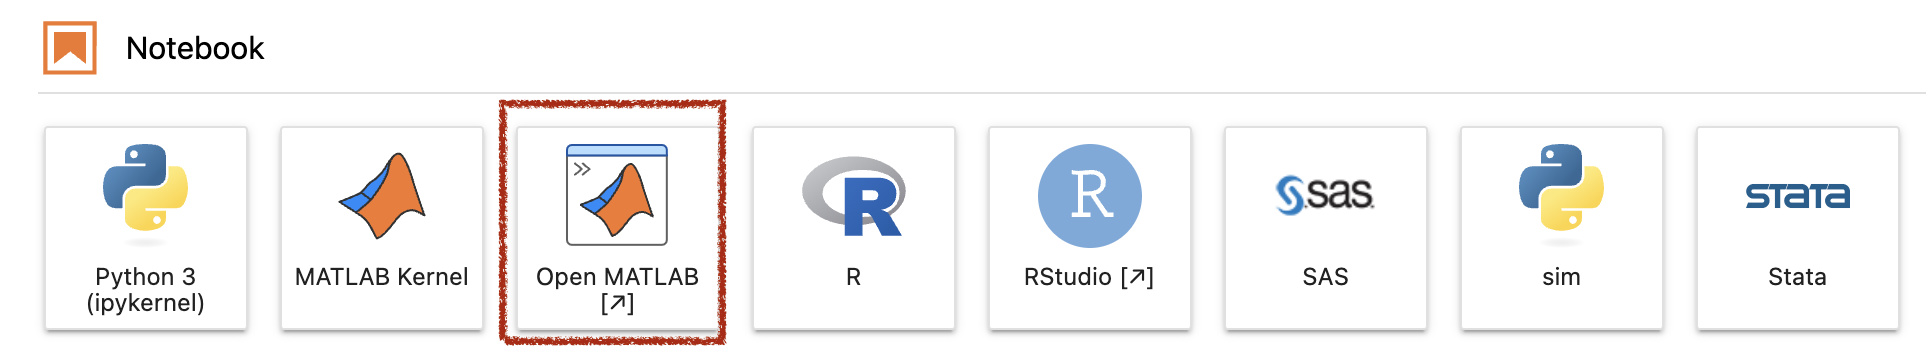 Notebook
Python 3
(ipykernel)
MATLAB Kernel
>>
Open MATLAB
[↗]
R
R
R
RStudio [↗]
sas
SAS
sim
STATA
Stata